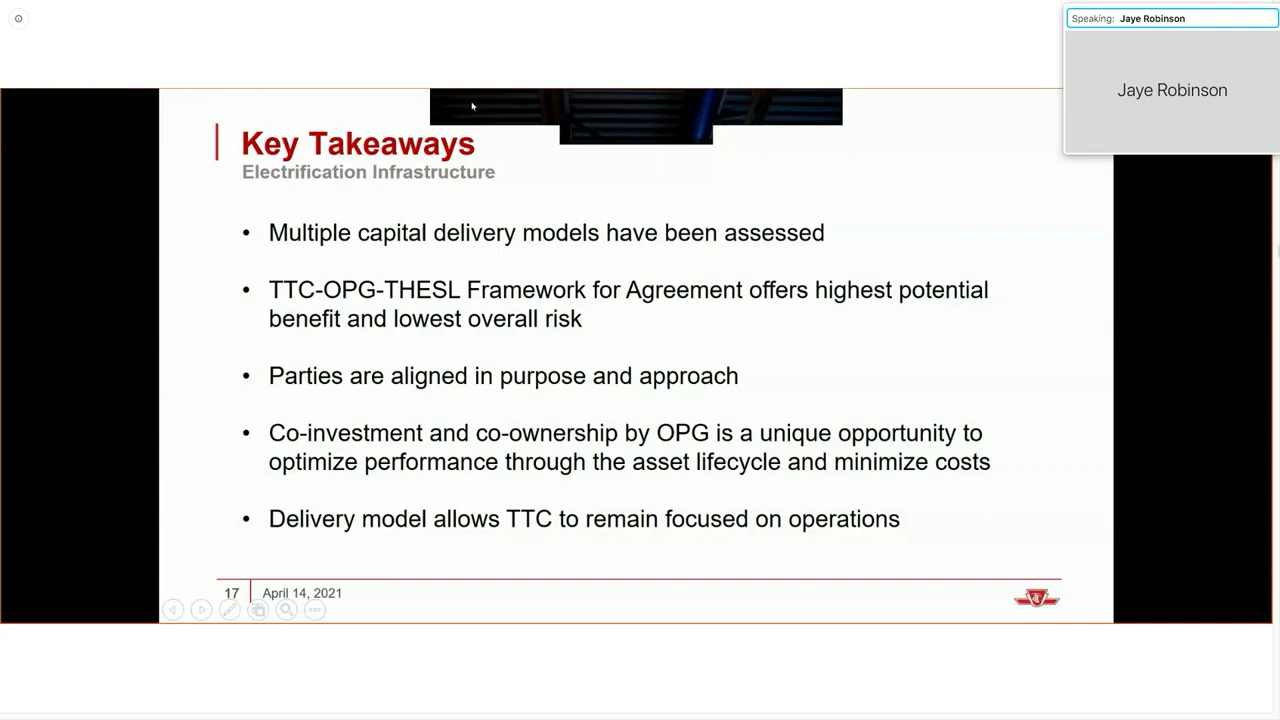 Speaking: Jaye Robinson
Jaye Robinson
Key Takeaways
Electrification Infrastructure
• Multiple capital delivery models have been assessed
• TTC-OPG-THESL Framework for Agreement offers highest potential
benefit and lowest overall risk
• Parties are aligned in purpose and approach
• Co-investment and co-ownership by OPG is a unique opportunity to
optimize performance through the asset lifecycle and minimize costs
• Delivery model allows TTC to remain focused on operations
17 April 14, 2021